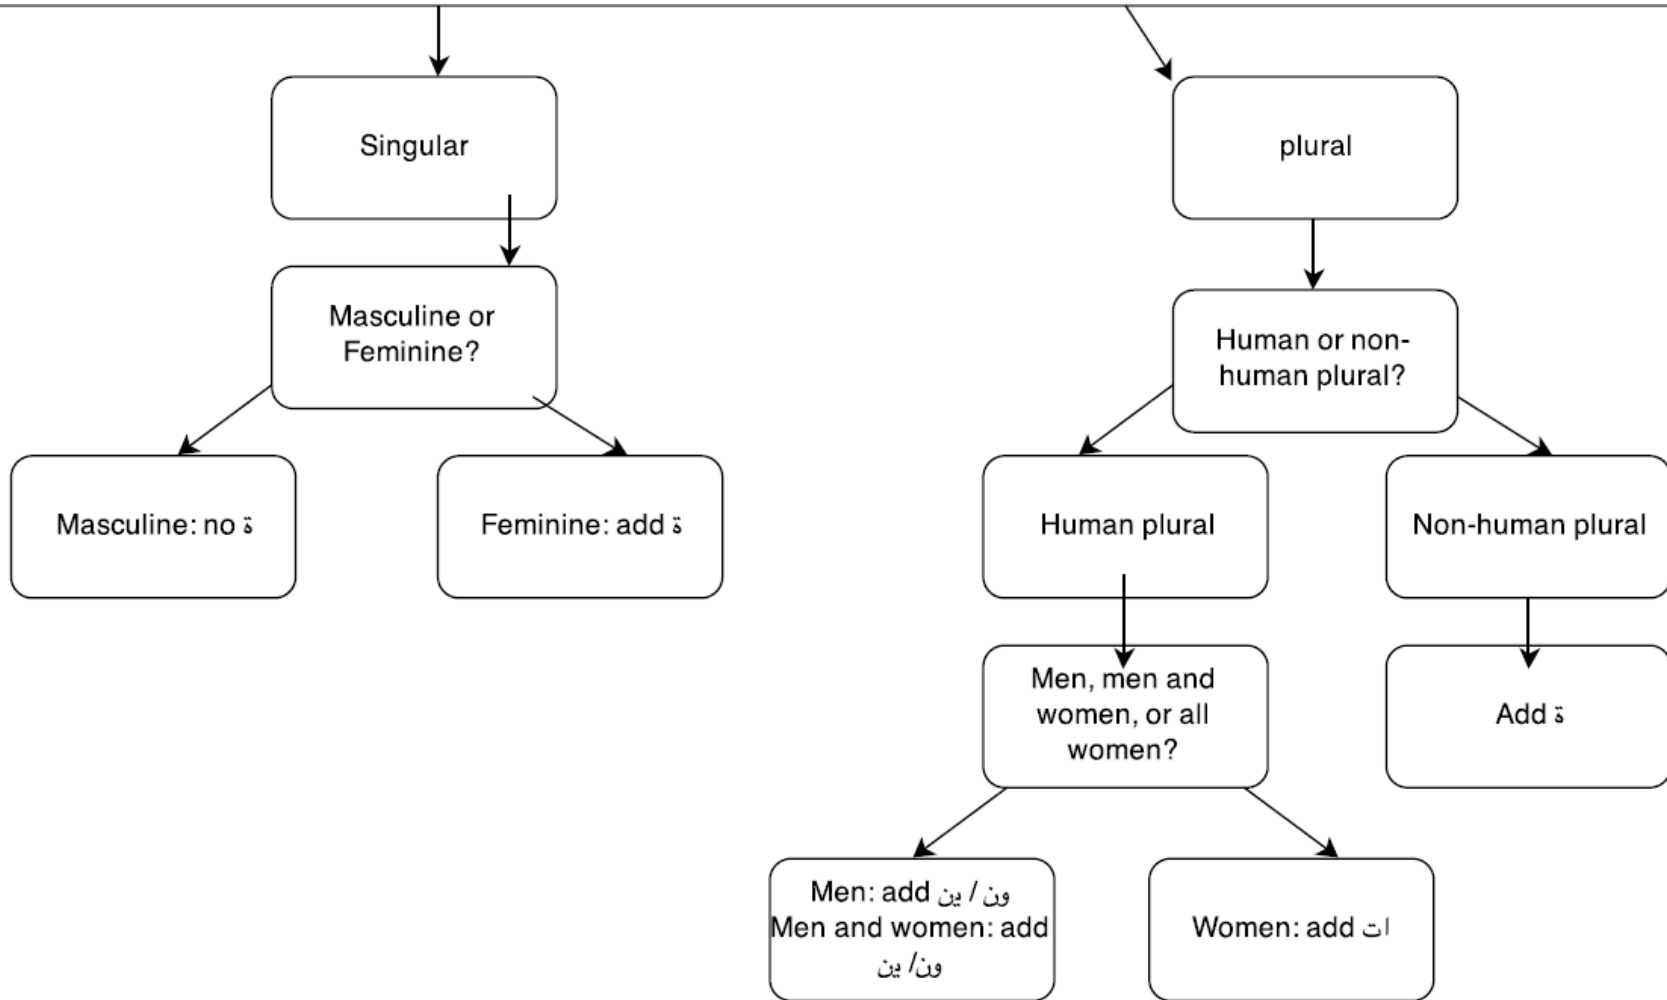 Singular
plural
Masculine or
Feminine?
Human or non-
human plural?
Masculine: no ة
Feminine: add ة
Human plural
Non-human plural
Men, men and
women, or all
women?
Add ة
Men: add ون / ين
Men and women: add
ون/ ين
Women: add ات